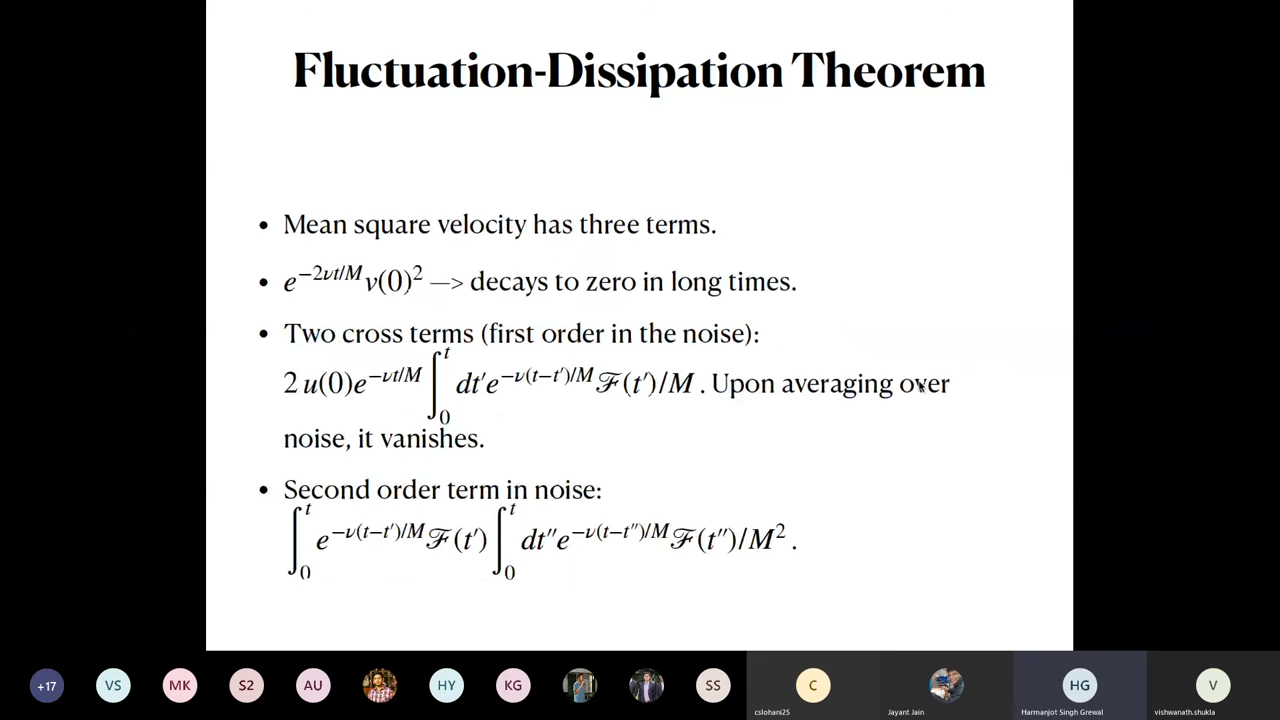 Fluctuation-Dissipation Theorem
• Mean square velocity has three terms.
• e^{−2νt/M}v(0)^2 —> decays to zero in long times.
• Two cross terms (first order in the noise):
2 u(0)e^{−νt/M} ∫_0^t dt′e^{−ν(t−t′)/M}ℱ(t′)/M . Upon averaging over
noise, it vanishes.
• Second order term in noise:
∫_0^t e^{−ν(t−t′)/M}ℱ(t′) ∫_0^t dt″e^{−ν(t−t″)/M}ℱ(t″)/M^2 .
+17 VS MK S2 AU HY KG SS C HG V
cslohani25 Jayant Jain Harmanjot Singh Grewal vishwanath.shukla